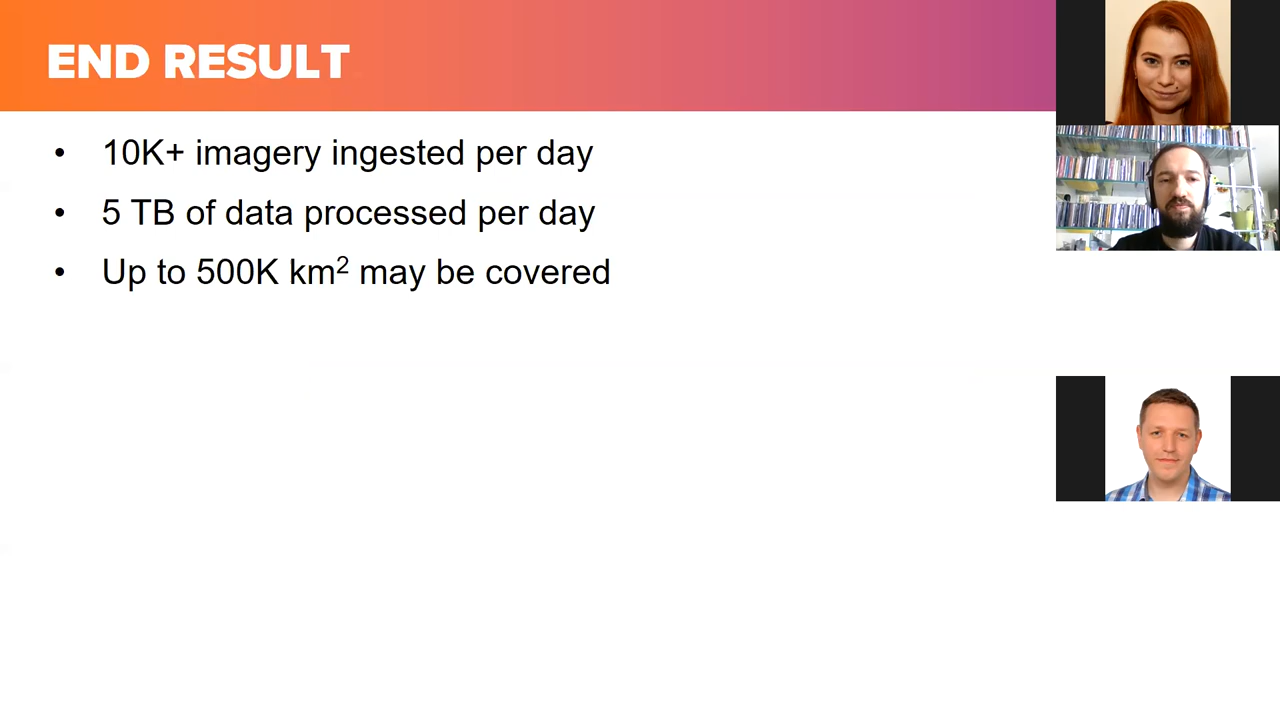 END RESULT
• 10K+ imagery ingested per day
• 5 TB of data processed per day
• Up to 500K km² may be covered